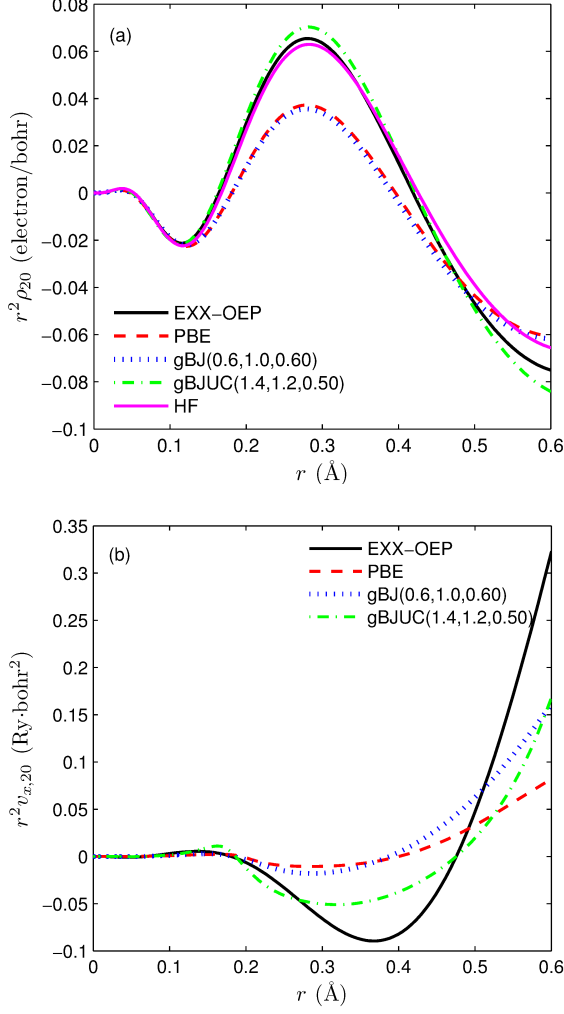 0.08
0.06
0.04
0.02
0
−0.02
−0.04
−0.06
−0.08
−0.1
r²ρ₂₀ (electron/bohr)
(a)
EXX−OEP
PBE
gBJ(0.6,1.0,0.60)
gBJUC(1.4,1.2,0.50)
HF
0 0.1 0.2 0.3 0.4 0.5 0.6
r (Å)
0.35
0.3
0.25
0.2
0.15
0.1
0.05
0
−0.05
−0.1
r²vₓ,₂₀ (Ry·bohr²)
(b)
EXX−OEP
PBE
gBJ(0.6,1.0,0.60)
gBJUC(1.4,1.2,0.50)
0 0.1 0.2 0.3 0.4 0.5 0.6
r (Å)